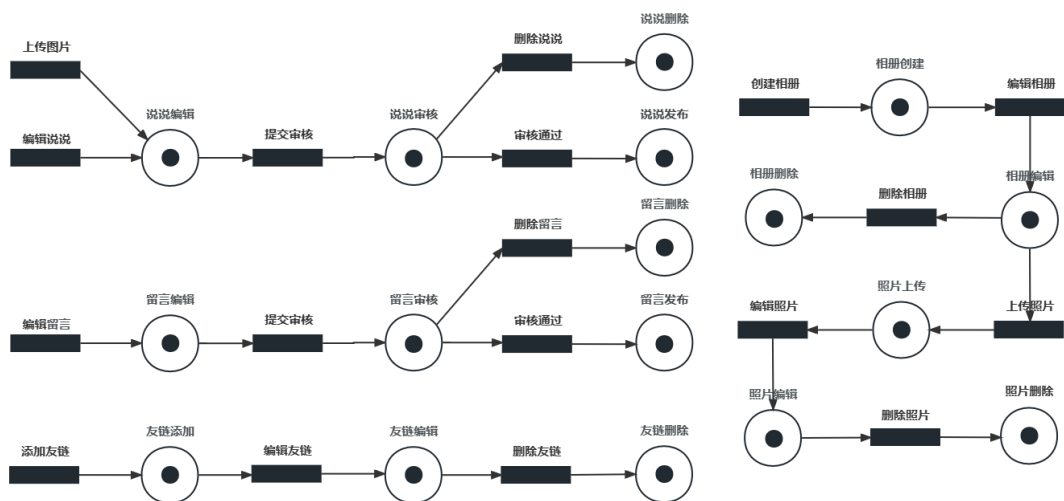 上传图片
说说编辑
编辑说说
提交审核
说说审核
删除说说
说说删除
审核通过
说说发布
编辑留言
留言编辑
提交审核
留言审核
删除留言
留言删除
审核通过
留言发布
添加友链
友链添加
编辑友链
友链编辑
删除友链
友链删除
创建相册
相册创建
编辑相册
相册编辑
删除相册
相册删除
上传照片
照片上传
编辑照片
照片编辑
删除照片
照片删除